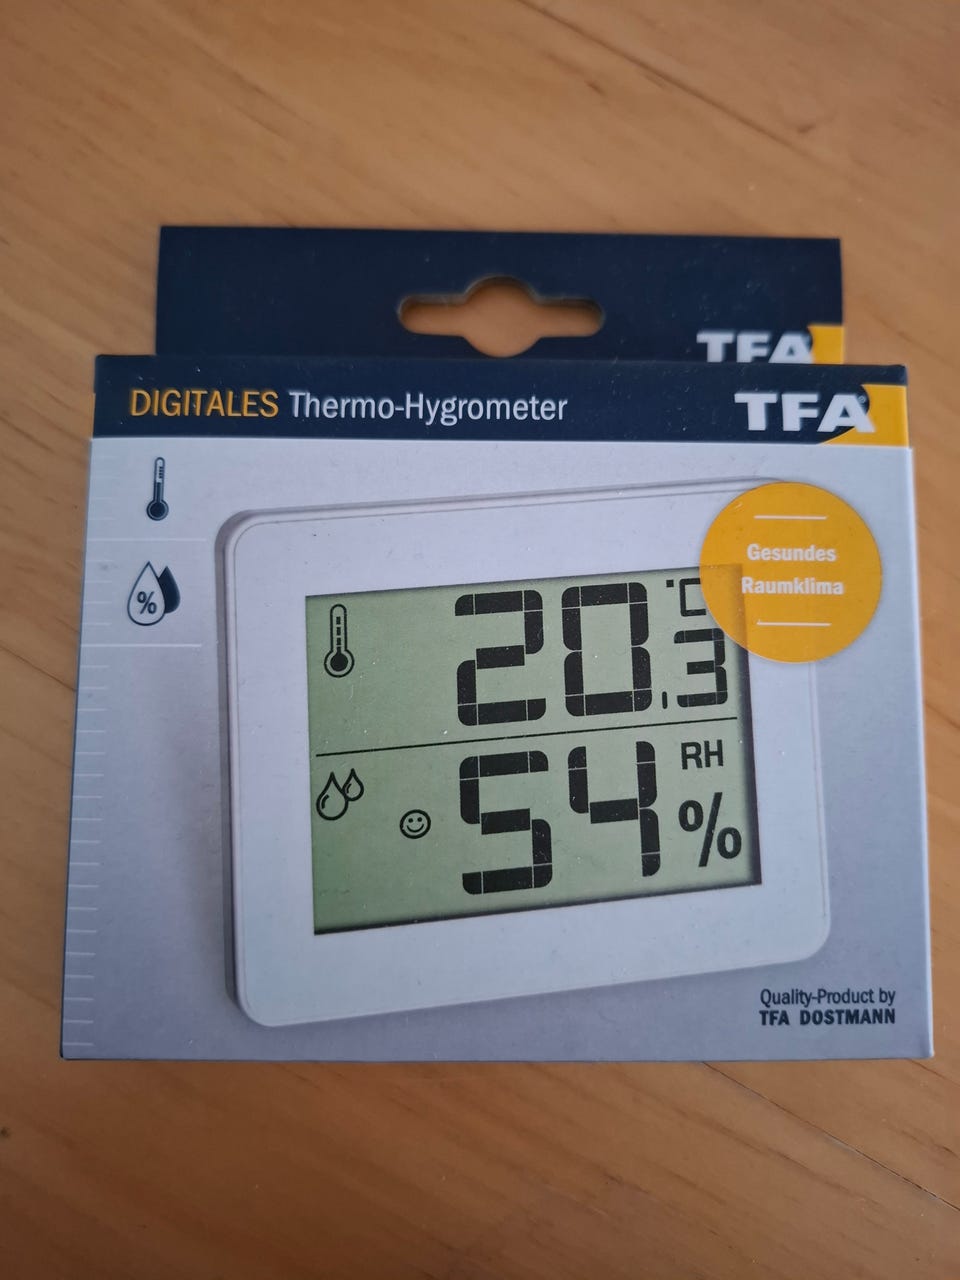 TFA
DIGITALES Thermo-Hygrometer
TFA®
%
Gesundes
Raumklima
°C
20.3
RH
54 %
Quality-Product by
TFA DOSTMANN